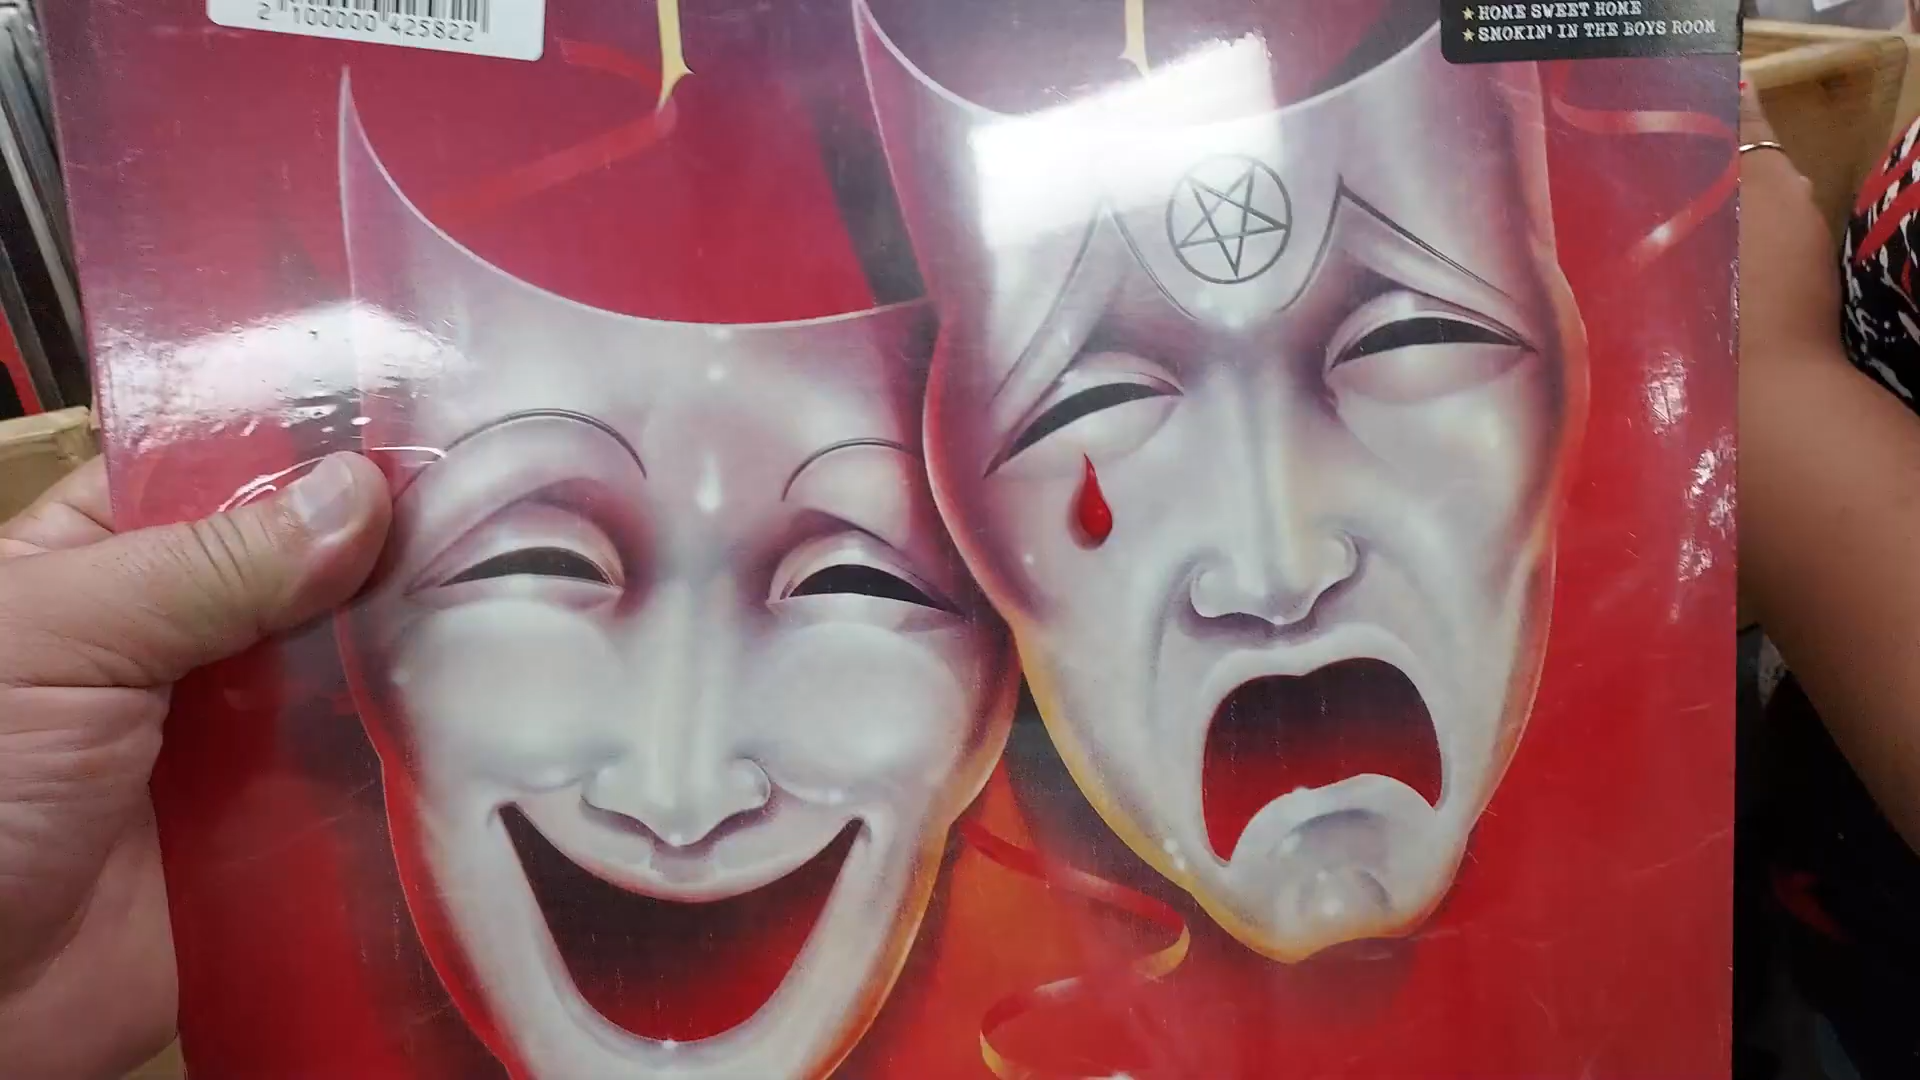 2 100000 425822
★ HOME SWEET HOME
★ SMOKIN' IN THE BOYS ROOM